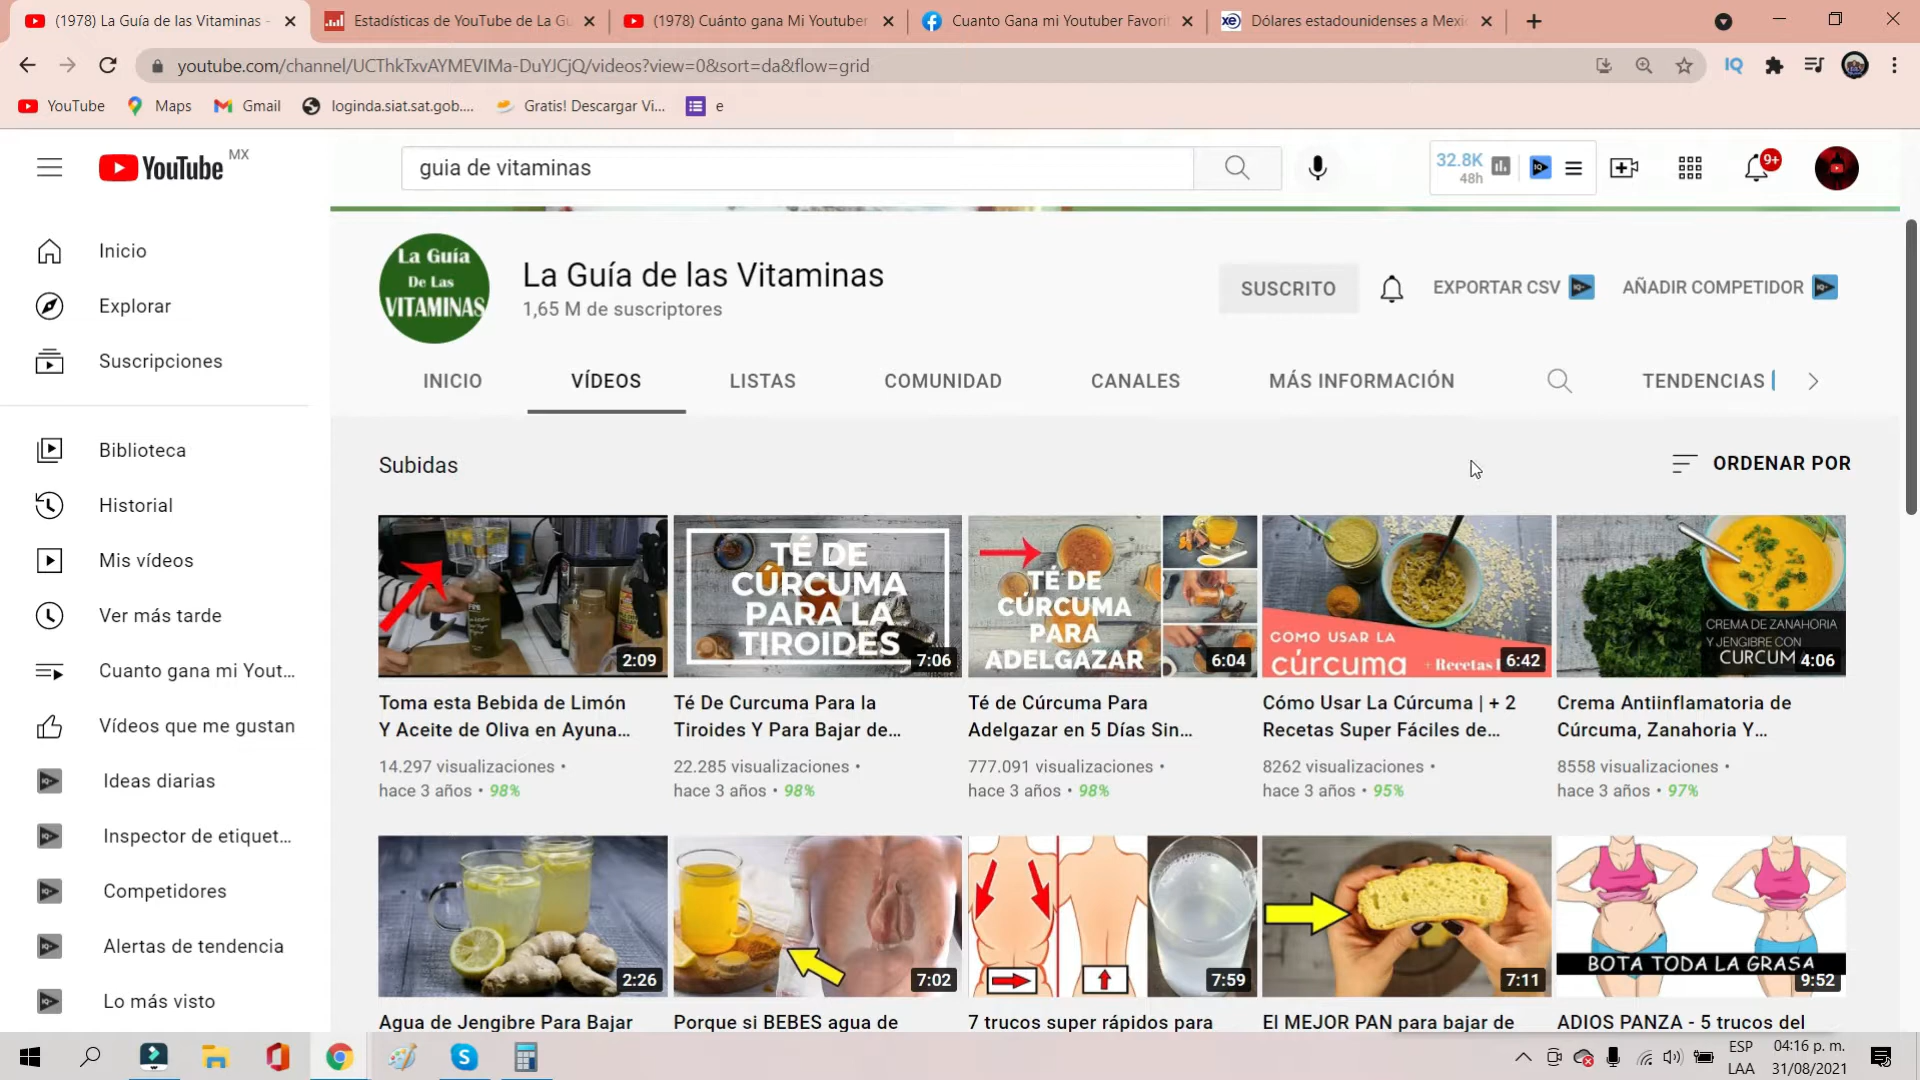 (1978) La Guía de las Vitaminas -
Estadísticas de YouTube de La Gu
(1978) Cuánto gana Mi Youtuber
Cuanto Gana mi Youtuber Favorit
Dólares estadounidenses a Mexi
youtube.com/channel/UCThkTxvAYMEVIMa-DuYJCjQ/videos?view=0&sort=da&flow=grid
YouTube
Maps
Gmail
loginda.siat.sat.gob....
Gratis! Descargar Vi...
e
YouTube MX
guia de vitaminas
32.8K
48h
9+
Inicio
Explorar
Suscripciones
Biblioteca
Historial
Mis vídeos
Ver más tarde
Cuanto gana mi Yout...
Vídeos que me gustan
Ideas diarias
Inspector de etiquet...
Competidores
Alertas de tendencia
Lo más visto
La Guía
De Las
VITAMINAS
La Guía de las Vitaminas
1,65 M de suscriptores
SUSCRITO
EXPORTAR CSV
AÑADIR COMPETIDOR
INICIO
VÍDEOS
LISTAS
COMUNIDAD
CANALES
MÁS INFORMACIÓN
TENDENCIAS
Subidas
ORDENAR POR
2:09
Toma esta Bebida de Limón
Y Aceite de Oliva en Ayuna...
14.297 visualizaciones •
hace 3 años • 98%
TÉ DE
CÚRCUMA
PARA LA
TIROIDES
7:06
Té De Curcuma Para la
Tiroides Y Para Bajar de...
22.285 visualizaciones •
hace 3 años • 98%
TÉ DE
CÚRCUMA
PARA
ADELGAZAR
6:04
Té de Cúrcuma Para
Adelgazar en 5 Días Sin...
777.091 visualizaciones •
hace 3 años • 98%
COMO USAR LA
cúrcuma
6:42
Cómo Usar La Cúrcuma | + 2
Recetas Super Fáciles de...
8262 visualizaciones •
hace 3 años • 95%
CREMA DE ZANAHORIA
Y JENGIBRE CON
CURCUM
4:06
Crema Antiinflamatoria de
Cúrcuma, Zanahoria Y...
8558 visualizaciones •
hace 3 años • 97%
2:26
Agua de Jengibre Para Bajar
7:02
Porque si BEBES agua de
7:59
7 trucos super rápidos para
7:11
El MEJOR PAN para bajar de
BOTA TODA LA GRASA
9:52
ADIOS PANZA - 5 trucos del
ESP
LAA
04:16 p. m.
31/08/2021